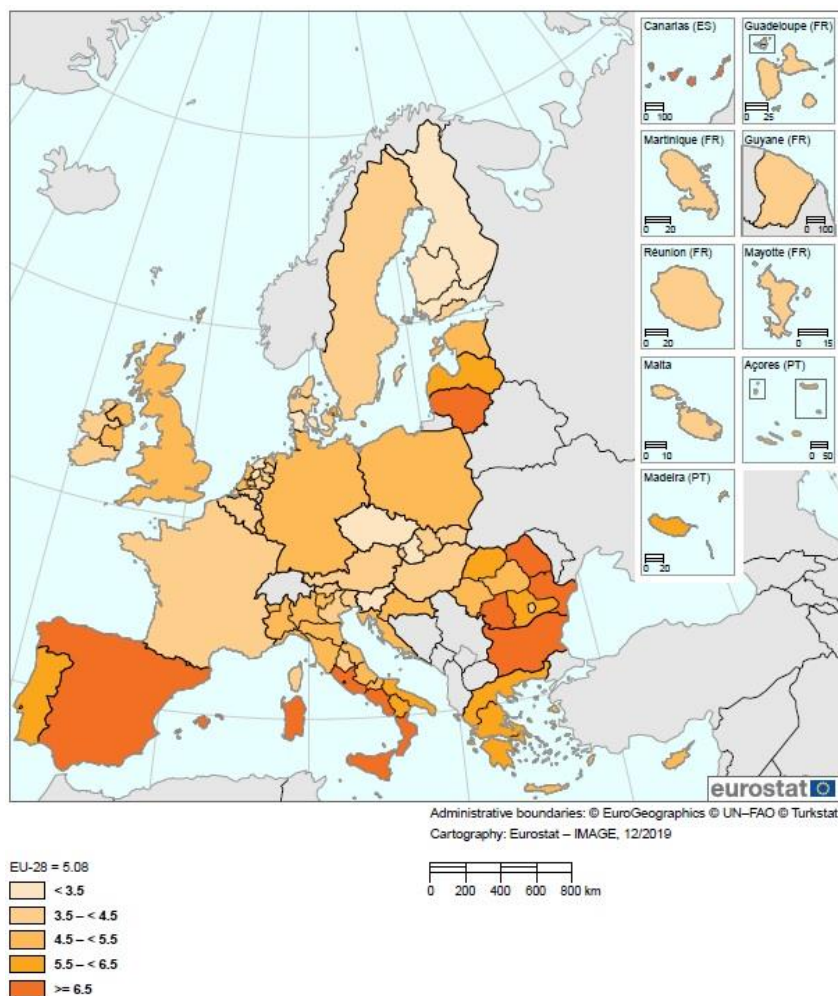 Canarias (ES)
0 100
Guadeloupe (FR)
0 25
Martinique (FR)
0 20
Guyane (FR)
0 100
Réunion (FR)
0 20
Mayotte (FR)
0 15
Malta
0 10
Açores (PT)
0 50
Madeira (PT)
0 20
eurostat
Administrative boundaries: © EuroGeographics © UN–FAO © Turkstat
Cartography: Eurostat – IMAGE, 12/2019
0 200 400 600 800 km
EU-28 = 5.08
< 3.5
3.5 – < 4.5
4.5 – < 5.5
5.5 – < 6.5
>= 6.5